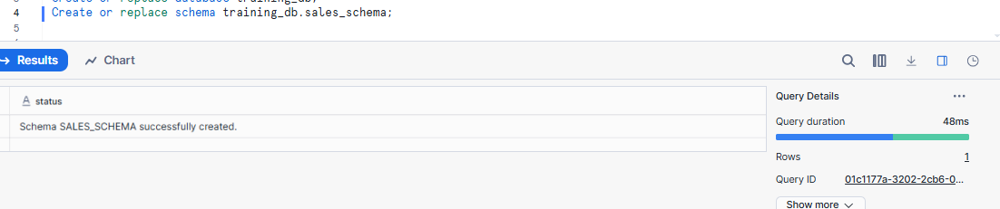 Create or replace database training_db;
4 Create or replace schema training_db.sales_schema;
5
Results Chart
A status
Schema SALES_SCHEMA successfully created.
Query Details ...
Query duration 48ms
Rows 1
Query ID 01c1177a-3202-2cb6-0...
Show more